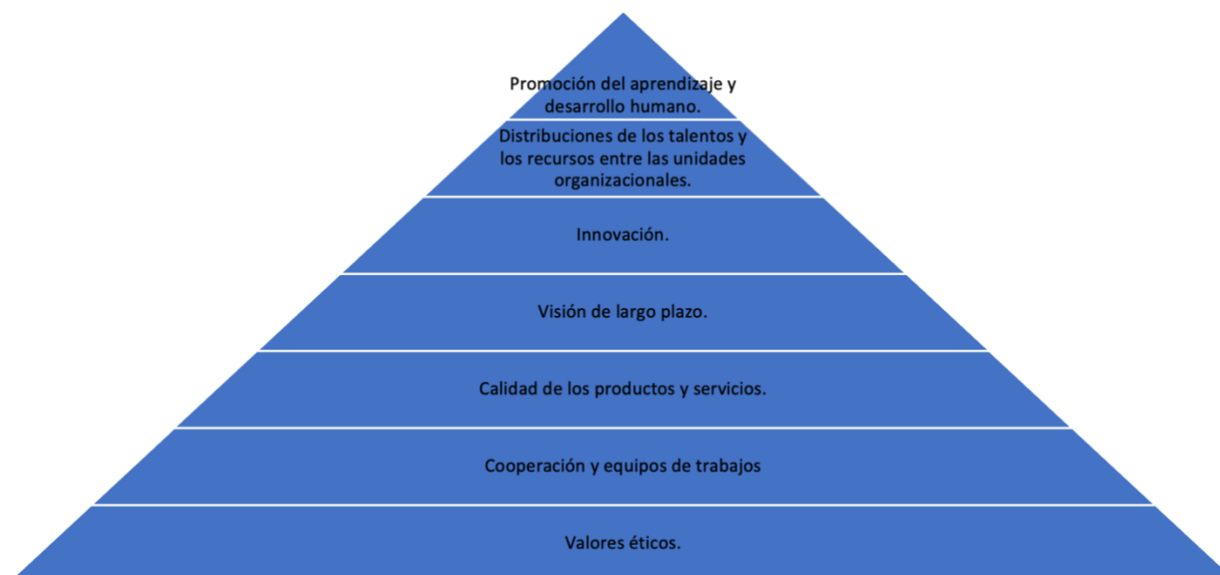 Promoción del aprendizaje y
desarrollo humano.
Distribuciones de los talentos y
los recursos entre las unidades
organizacionales.
Innovación.
Visión de largo plazo.
Calidad de los productos y servicios.
Cooperación y equipos de trabajos
Valores éticos.